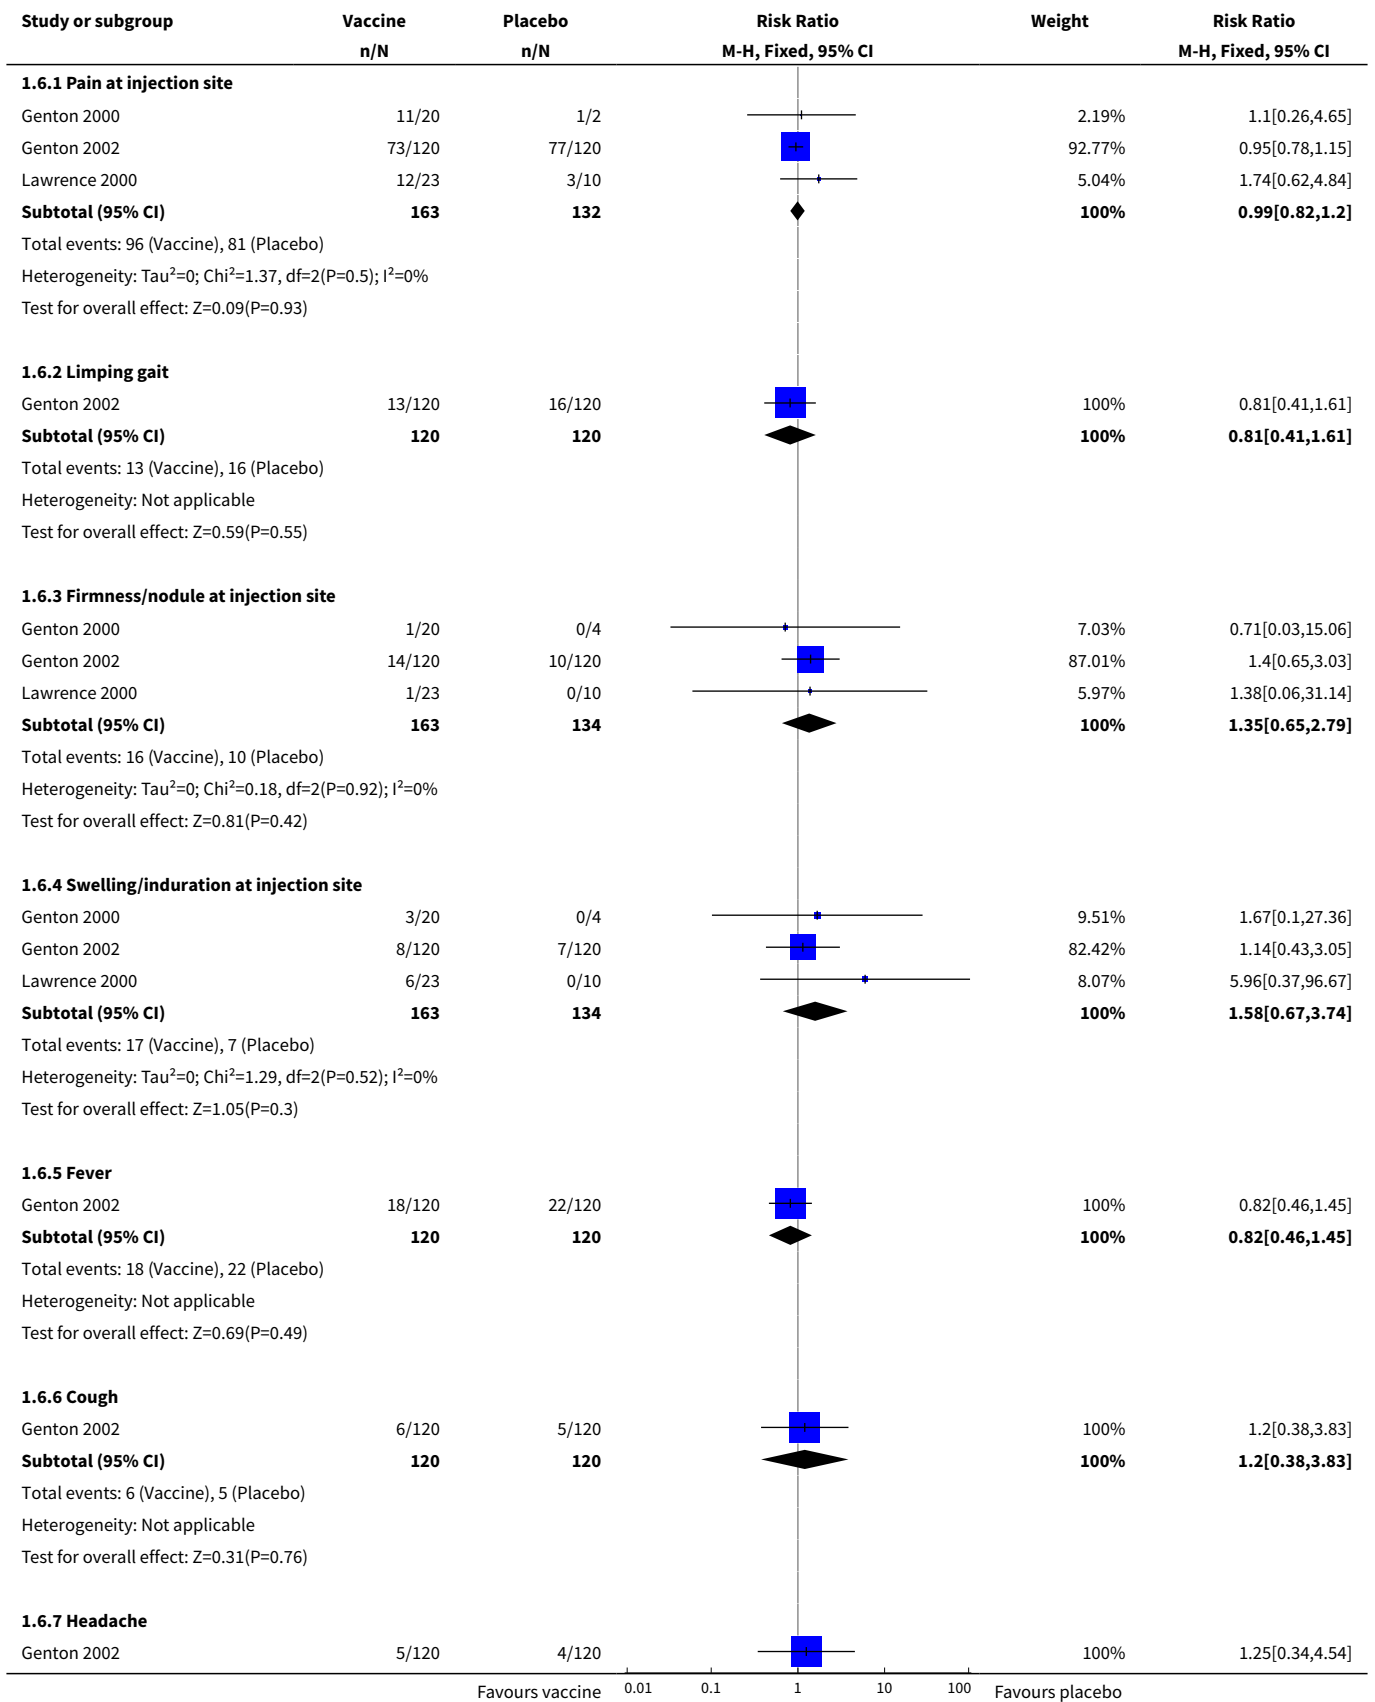 Study or subgroup Vaccine Placebo Risk Ratio Weight Risk Ratio
n/N n/N M-H, Fixed, 95% CI M-H, Fixed, 95% CI
1.6.1 Pain at injection site
Genton 2000 11/20 1/2 2.19% 1.1[0.26,4.65]
Genton 2002 73/120 77/120 92.77% 0.95[0.78,1.15]
Lawrence 2000 12/23 3/10 5.04% 1.74[0.62,4.84]
Subtotal (95% CI) 163 132 100% 0.99[0.82,1.2]
Total events: 96 (Vaccine), 81 (Placebo)
Heterogeneity: Tau²=0; Chi²=1.37, df=2(P=0.5); I²=0%
Test for overall effect: Z=0.09(P=0.93)
1.6.2 Limping gait
Genton 2002 13/120 16/120 100% 0.81[0.41,1.61]
Subtotal (95% CI) 120 120 100% 0.81[0.41,1.61]
Total events: 13 (Vaccine), 16 (Placebo)
Heterogeneity: Not applicable
Test for overall effect: Z=0.59(P=0.55)
1.6.3 Firmness/nodule at injection site
Genton 2000 1/20 0/4 7.03% 0.71[0.03,15.06]
Genton 2002 14/120 10/120 87.01% 1.4[0.65,3.03]
Lawrence 2000 1/23 0/10 5.97% 1.38[0.06,31.14]
Subtotal (95% CI) 163 134 100% 1.35[0.65,2.79]
Total events: 16 (Vaccine), 10 (Placebo)
Heterogeneity: Tau²=0; Chi²=0.18, df=2(P=0.92); I²=0%
Test for overall effect: Z=0.81(P=0.42)
1.6.4 Swelling/induration at injection site
Genton 2000 3/20 0/4 9.51% 1.67[0.1,27.36]
Genton 2002 8/120 7/120 82.42% 1.14[0.43,3.05]
Lawrence 2000 6/23 0/10 8.07% 5.96[0.37,96.67]
Subtotal (95% CI) 163 134 100% 1.58[0.67,3.74]
Total events: 17 (Vaccine), 7 (Placebo)
Heterogeneity: Tau²=0; Chi²=1.29, df=2(P=0.52); I²=0%
Test for overall effect: Z=1.05(P=0.3)
1.6.5 Fever
Genton 2002 18/120 22/120 100% 0.82[0.46,1.45]
Subtotal (95% CI) 120 120 100% 0.82[0.46,1.45]
Total events: 18 (Vaccine), 22 (Placebo)
Heterogeneity: Not applicable
Test for overall effect: Z=0.69(P=0.49)
1.6.6 Cough
Genton 2002 6/120 5/120 100% 1.2[0.38,3.83]
Subtotal (95% CI) 120 120 100% 1.2[0.38,3.83]
Total events: 6 (Vaccine), 5 (Placebo)
Heterogeneity: Not applicable
Test for overall effect: Z=0.31(P=0.76)
1.6.7 Headache
Genton 2002 5/120 4/120 100% 1.25[0.34,4.54]
Favours vaccine 0.01 0.1 1 10 100 Favours placebo